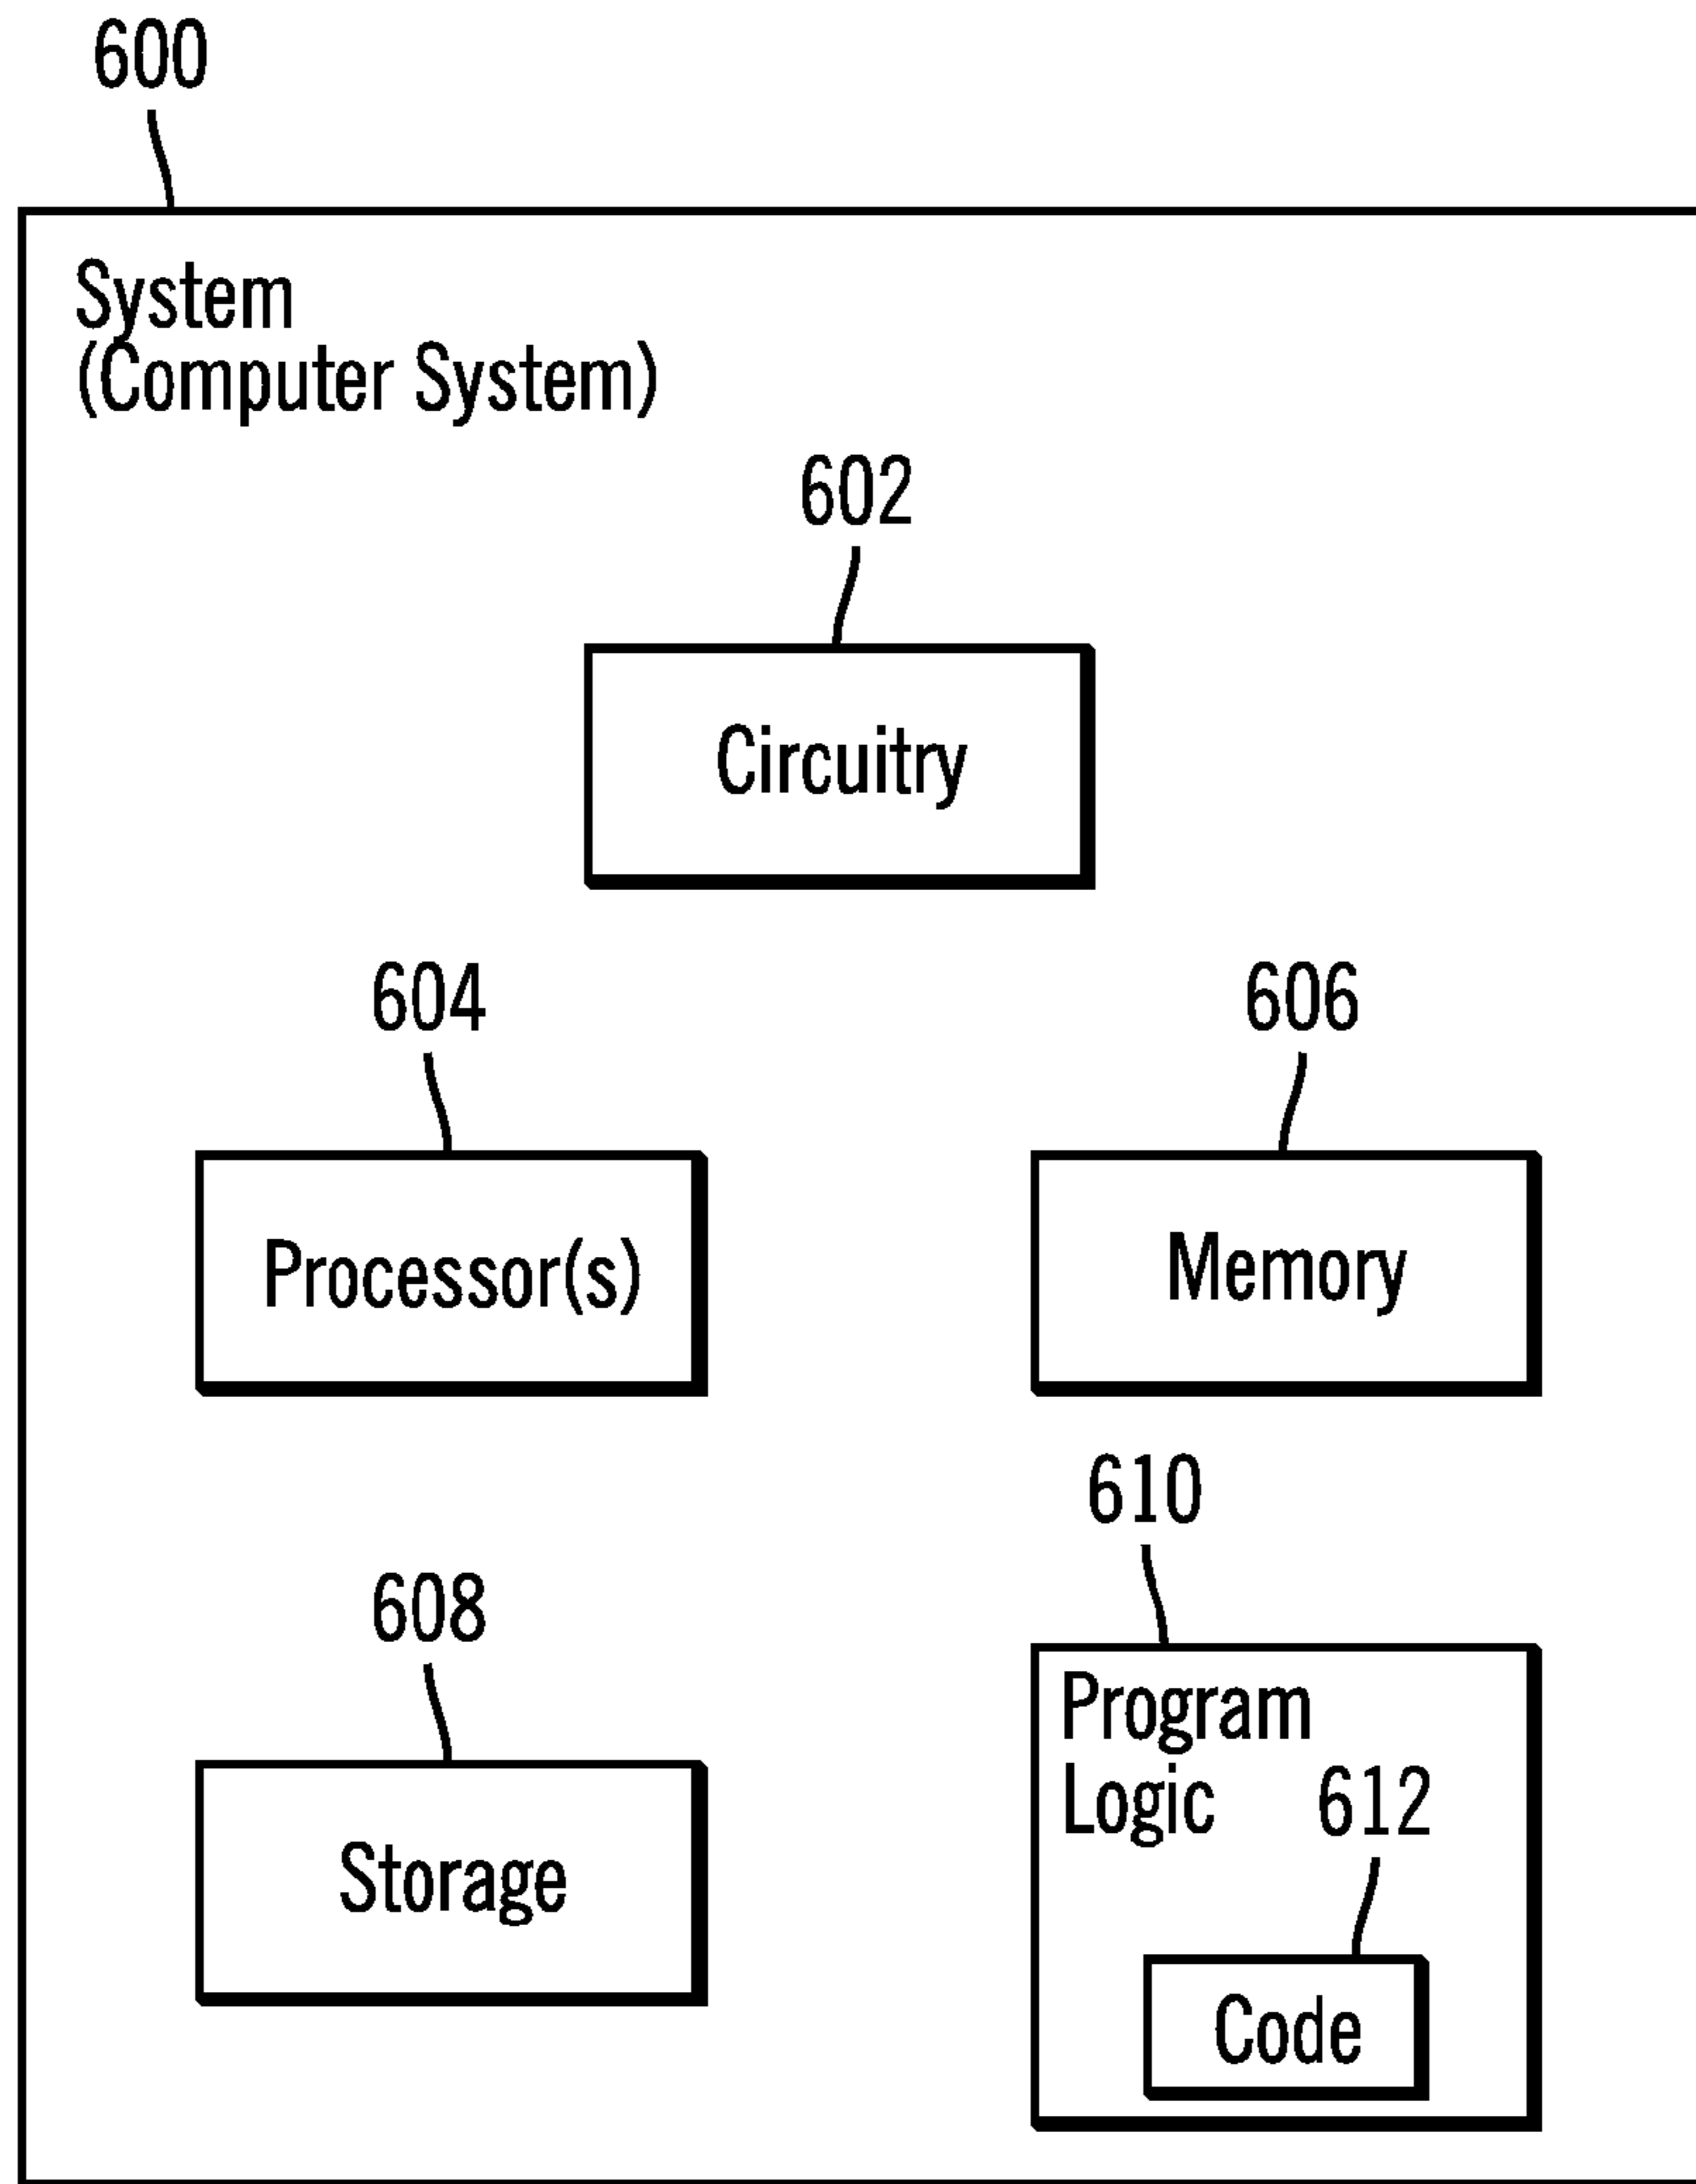 600
System
(Computer System)
602
Circuitry
604
606
Processor(s)
Memory
610
608
Program
Logic
612
Storage
Code